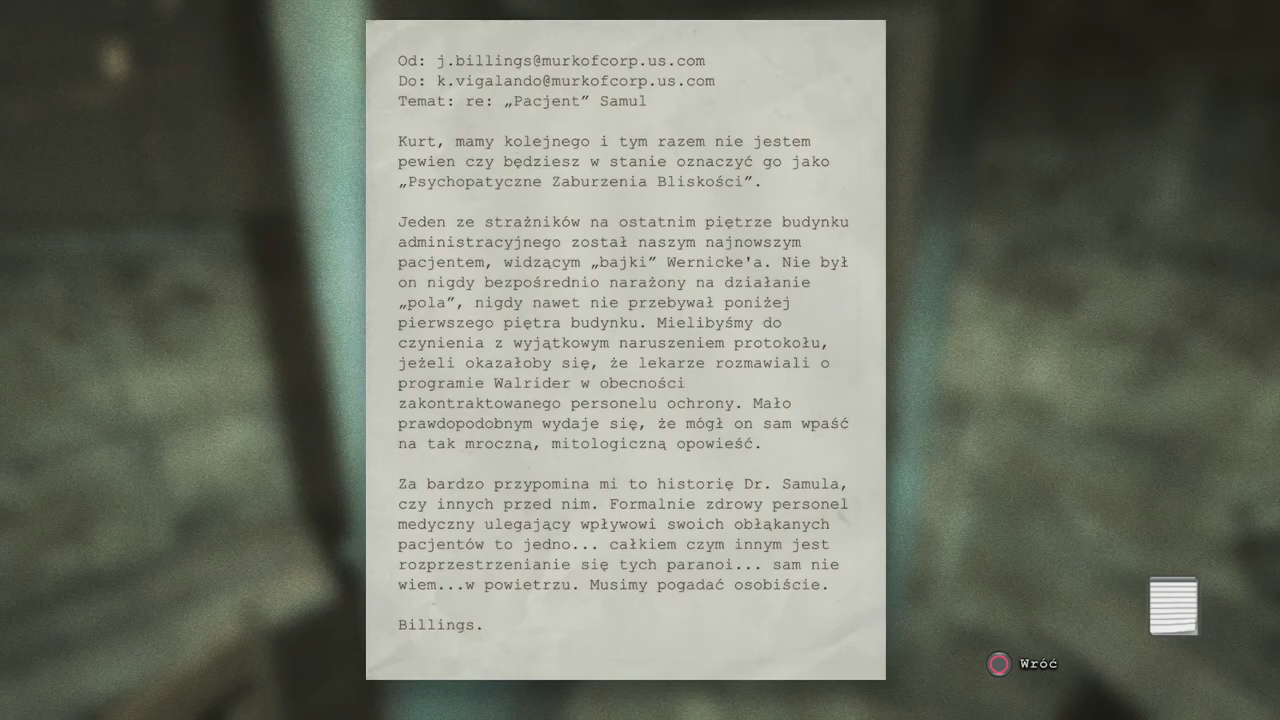 Od: j.billings@murkofcorp.us.com
Do: k.vigalando@murkofcorp.us.com
Temat: re: „Pacjent” Samul
Kurt, mamy kolejnego i tym razem nie jestem
pewien czy będziesz w stanie oznaczyć go jako
„Psychopatyczne Zaburzenia Bliskości”.
Jeden ze strażników na ostatnim piętrze budynku
administracyjnego został naszym najnowszym
pacjentem, widzącym „bajki” Wernicke'a. Nie był
on nigdy bezpośrednio narażony na działanie
„pola”, nigdy nawet nie przebywał poniżej
pierwszego piętra budynku. Mielibyśmy do
czynienia z wyjątkowym naruszeniem protokołu,
jeżeli okazałoby się, że lekarze rozmawiali o
programie Walrider w obecności
zakontraktowanego personelu ochrony. Mało
prawdopodobnym wydaje się, że mógł on sam wpaść
na tak mroczną, mitologiczną opowieść.
Za bardzo przypomina mi to historię Dr. Samula,
czy innych przed nim. Formalnie zdrowy personel
medyczny ulegający wpływowi swoich obłąkanych
pacjentów to jedno... całkiem czym innym jest
rozprzestrzenianie się tych paranoi... sam nie
wiem...w powietrzu. Musimy pogadać osobiście.
Billings.
Wróć